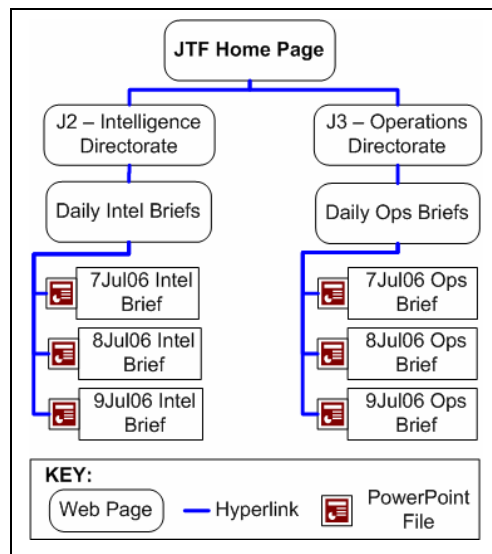 JTF Home Page
J2 – Intelligence
Directorate
J3 – Operations
Directorate
Daily Intel Briefs
Daily Ops Briefs
7Jul06 Intel
Brief
8Jul06 Intel
Brief
9Jul06 Intel
Brief
7Jul06 Ops
Brief
8Jul06 Ops
Brief
9Jul06 Ops
Brief
KEY:
Web Page
Hyperlink
PowerPoint
File